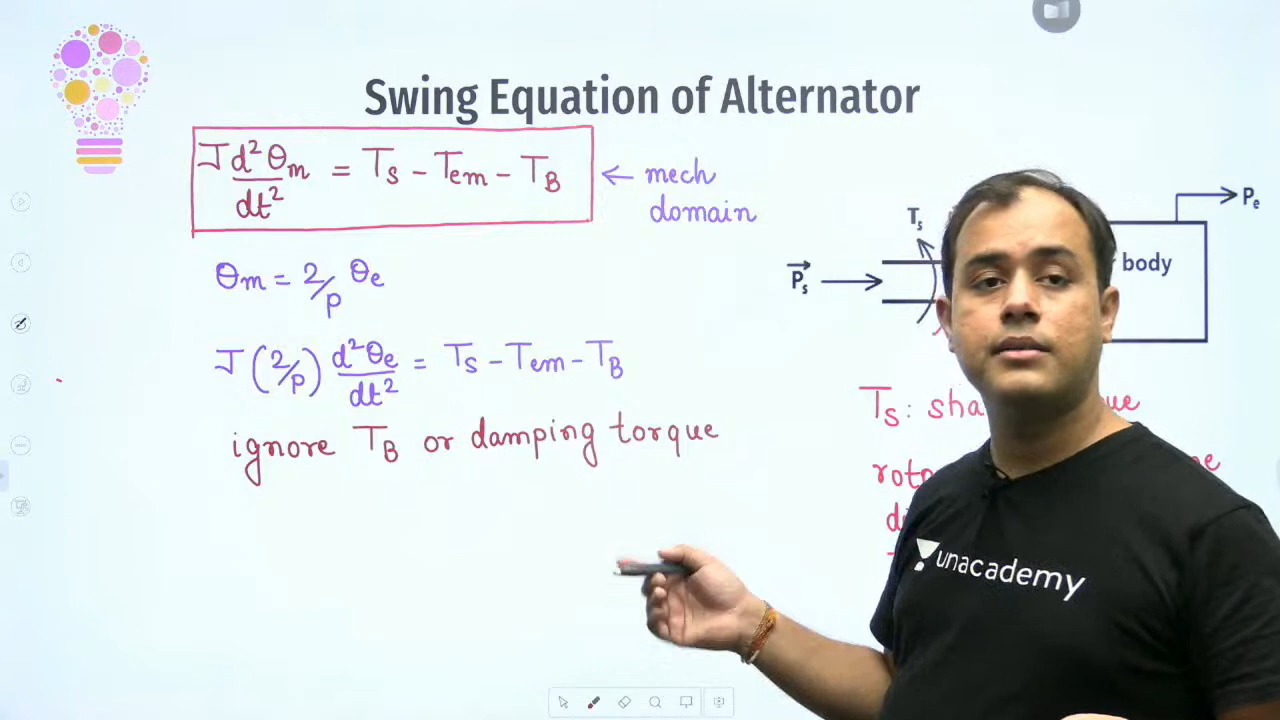 Swing Equation of Alternator
J d²θm/dt² = Ts - Tem - TB ← mech domain
θm = 2/p θe
J (2/p) d²θe/dt² = Ts - Tem - TB
ignore TB or damping torque
Ts
Pe
Ps
body
Ts: sha
unacademy